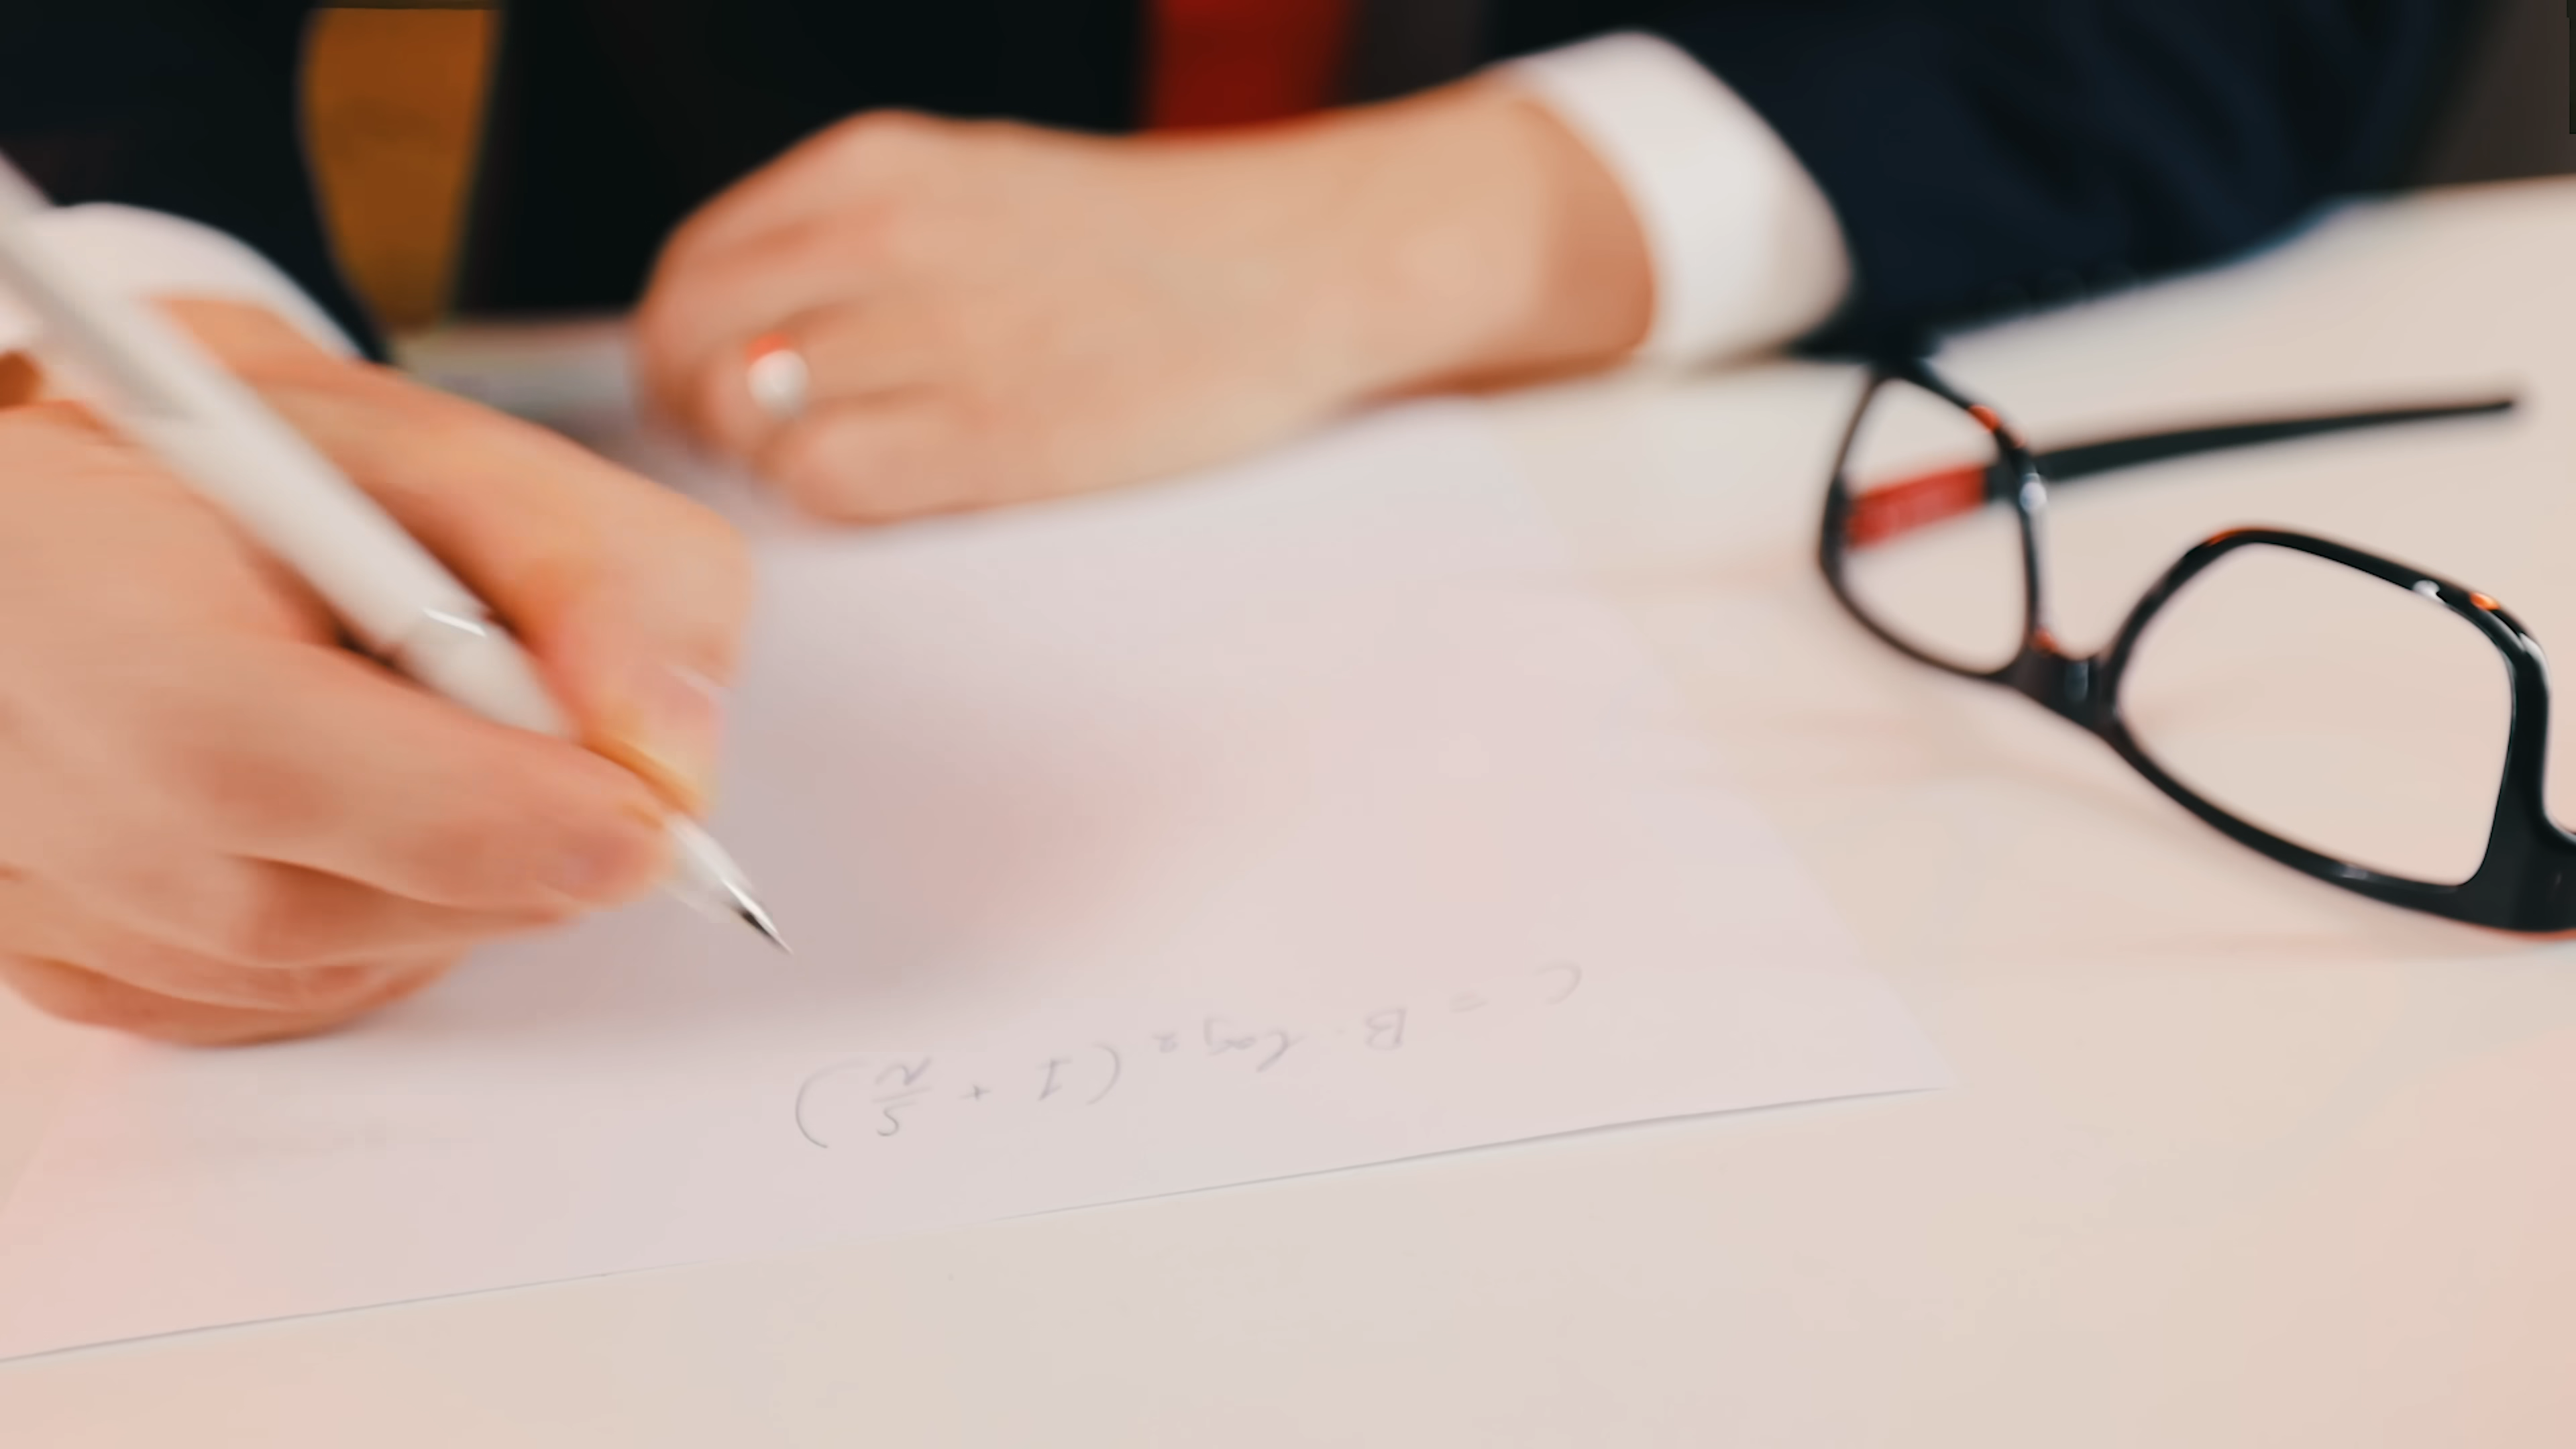 C = B · log₂ (1 + S/N)